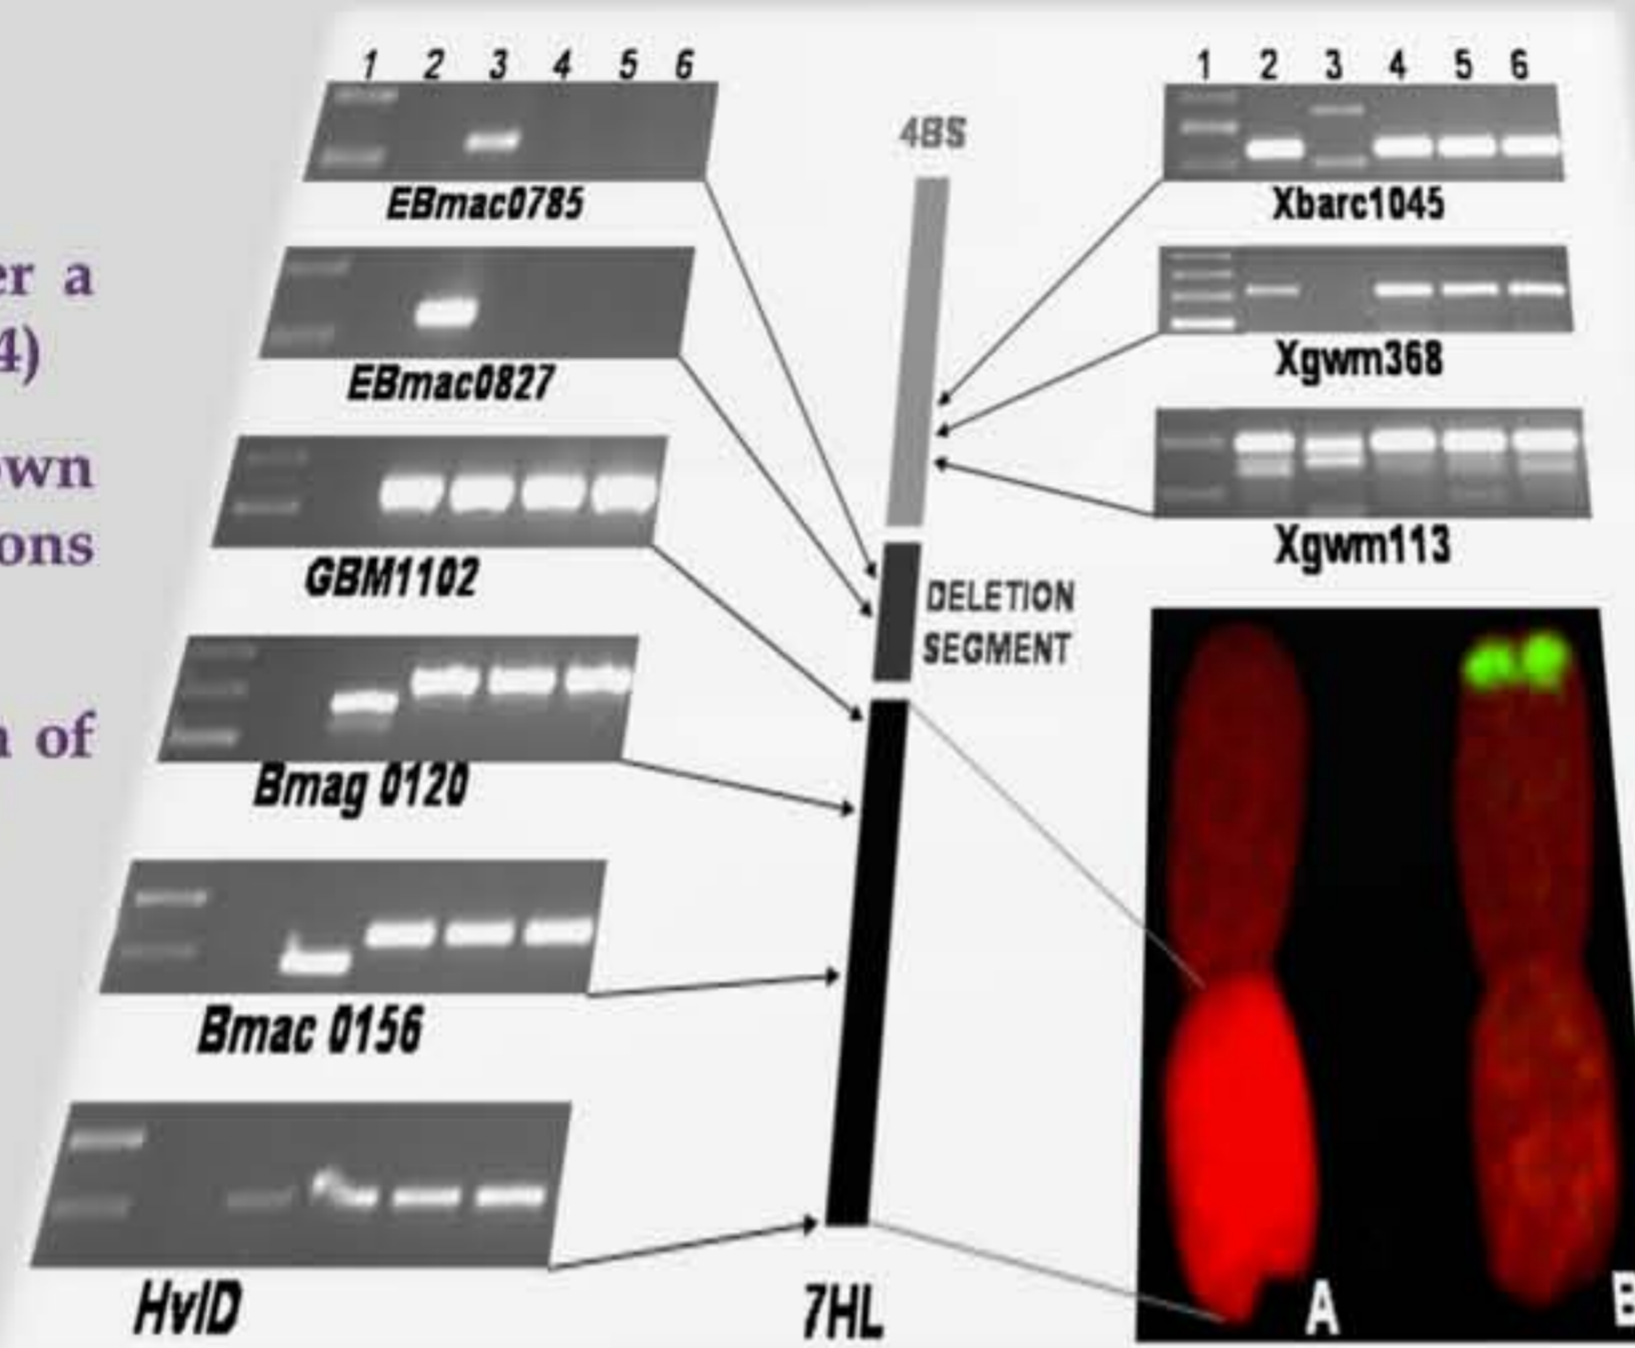 er a
4)
own
ons
n of
1 2 3 4 5 6
EBmac0785
EBmac0827
GBM1102
Bmag 0120
Bmac 0156
HvID
4BS
DELETION
SEGMENT
7HL
1 2 3 4 5 6
Xbarc1045
Xgwm368
Xgwm113
A
B